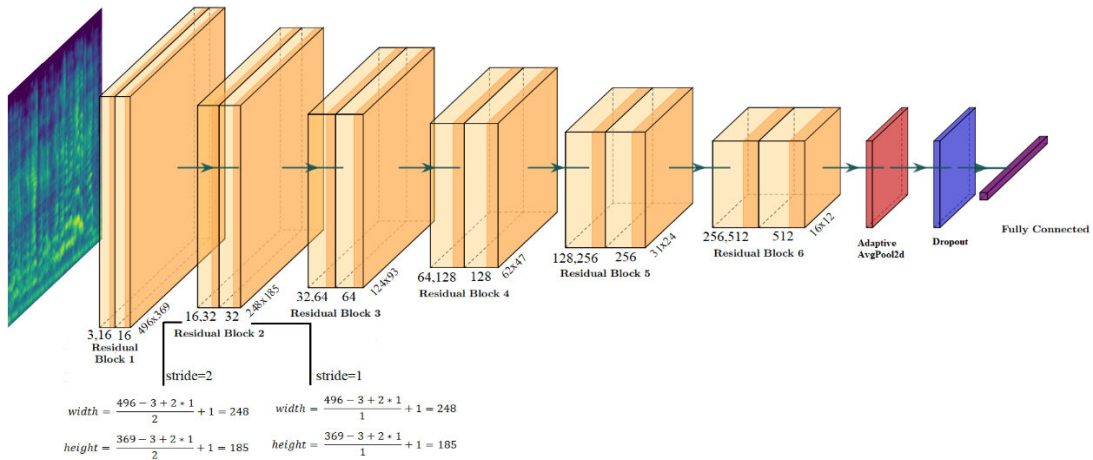 3,16 16
496x369
Residual
Block 1
16,32 32
248x185
Residual Block 2
32,64 64
124x93
Residual Block 3
64,128 128
62x47
Residual Block 4
128,256 256
31x24
Residual Block 5
256,512 512
16x12
Residual Block 6
Adaptive
AvgPool2d
Dropout
Fully Connected
stride=2
width = (496 − 3 + 2 * 1)/2 + 1 = 248
height = (369 − 3 + 2 * 1)/2 + 1 = 185
stride=1
width = (496 − 3 + 2 * 1)/1 + 1 = 248
height = (369 − 3 + 2 * 1)/1 + 1 = 185